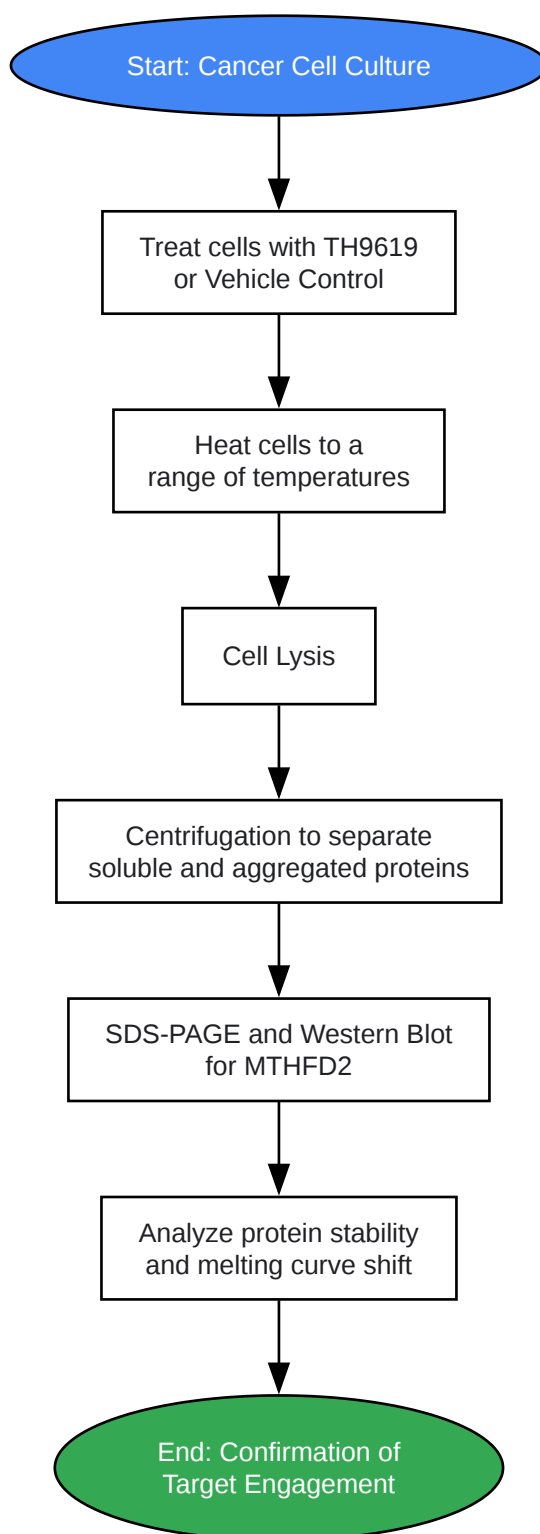 Start: Cancer Cell Culture
Treat cells with TH9619
or Vehicle Control
Heat cells to a
range of temperatures
Cell Lysis
Centrifugation to separate
soluble and aggregated proteins
SDS-PAGE and Western Blot
for MTHFD2
Analyze protein stability
and melting curve shift
End: Confirmation of
Target Engagement